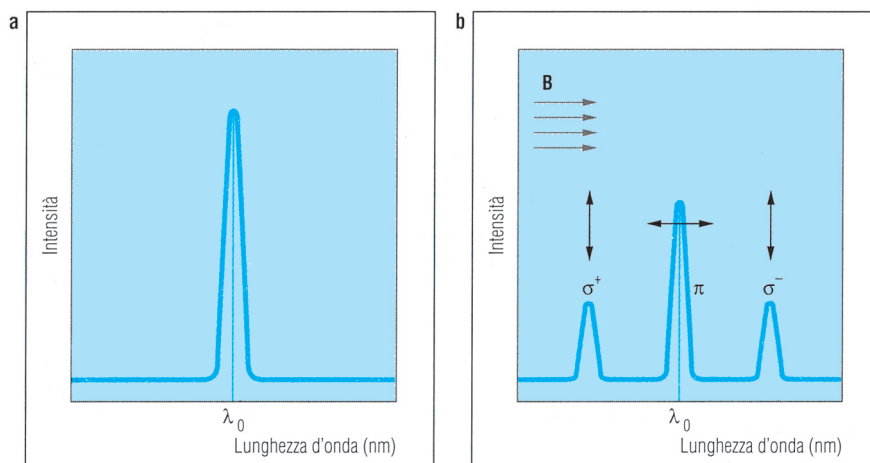 a
Intensità
λ0
Lunghezza d'onda (nm)
b
B
Intensità
σ+
π
σ−
λ0
Lunghezza d'onda (nm)